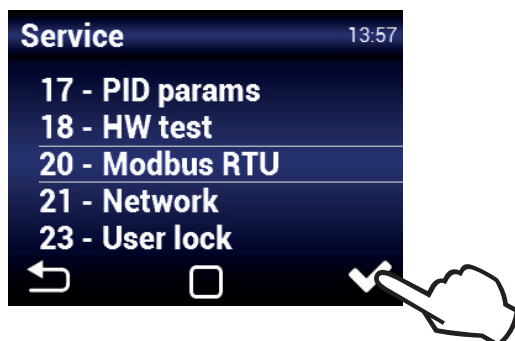 Service 13:57
17 - PID params
18 - HW test
20 - Modbus RTU
21 - Network
23 - User lock